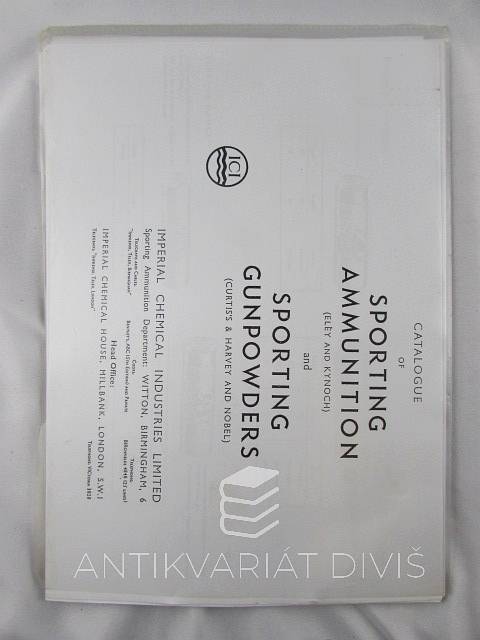 CATALOGUE
OF
SPORTING
AMMUNITION
(ELEY AND KYNOCH)
and
SPORTING
GUNPOWDERS
(CURTIS'S & HARVEY AND NOBEL)
ICI
IMPERIAL CHEMICAL INDUSTRIES LIMITED
Sporting Ammunition Department: WITTON, BIRMINGHAM, 6
Head Office:
IMPERIAL CHEMICAL HOUSE, MILLBANK, LONDON, S.W.1
ANTIKVARIÁT DIVIŠ